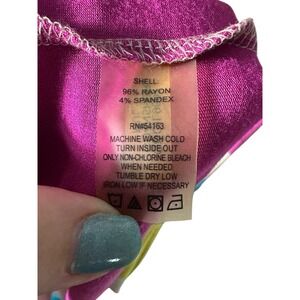 SHELL:
96% RAYON
4% SPANDEX
RN#54163
MACHINE WASH COLD
TURN INSIDE OUT
ONLY NON-CHLORINE BLEACH
WHEN NEEDED
TUMBLE DRY LOW
IRON LOW IF NECESSARY